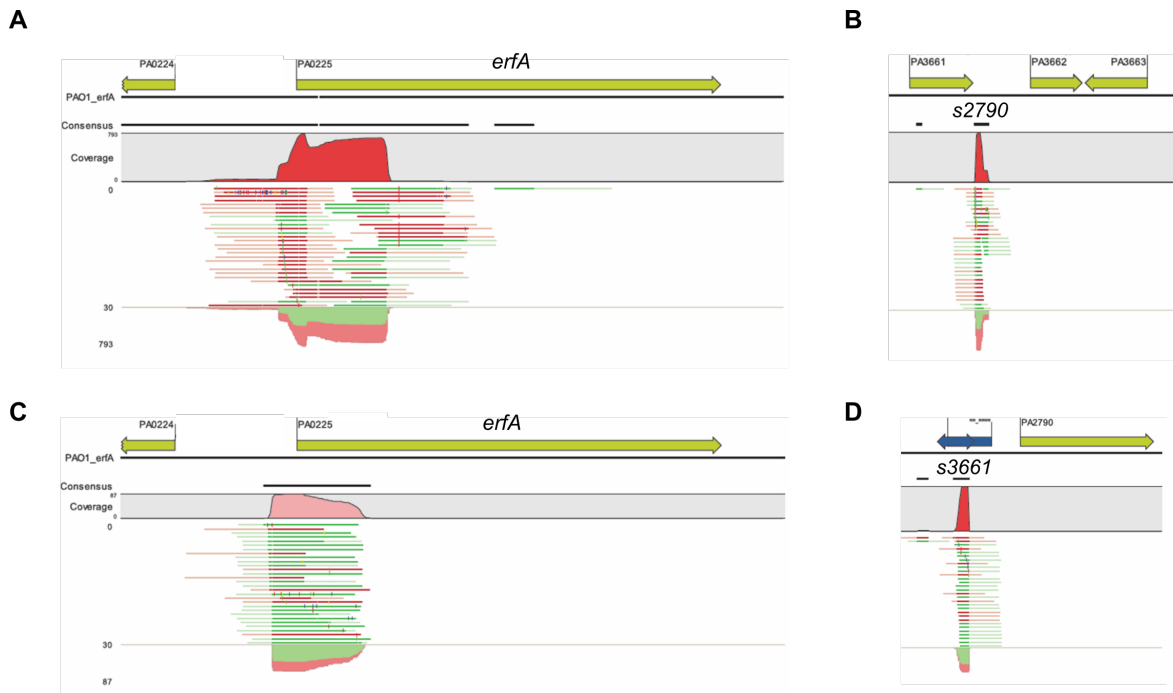 A
PA0224
PA0225
erfA
PAO1_erfA
Consensus
793
Coverage
0
0
30
793
B
PA3661
PA3662
PA3663
s2790
C
PA0224
PA0225
erfA
PAO1_erfA
Consensus
87
Coverage
0
0
30
87
D
PA2790
s3661